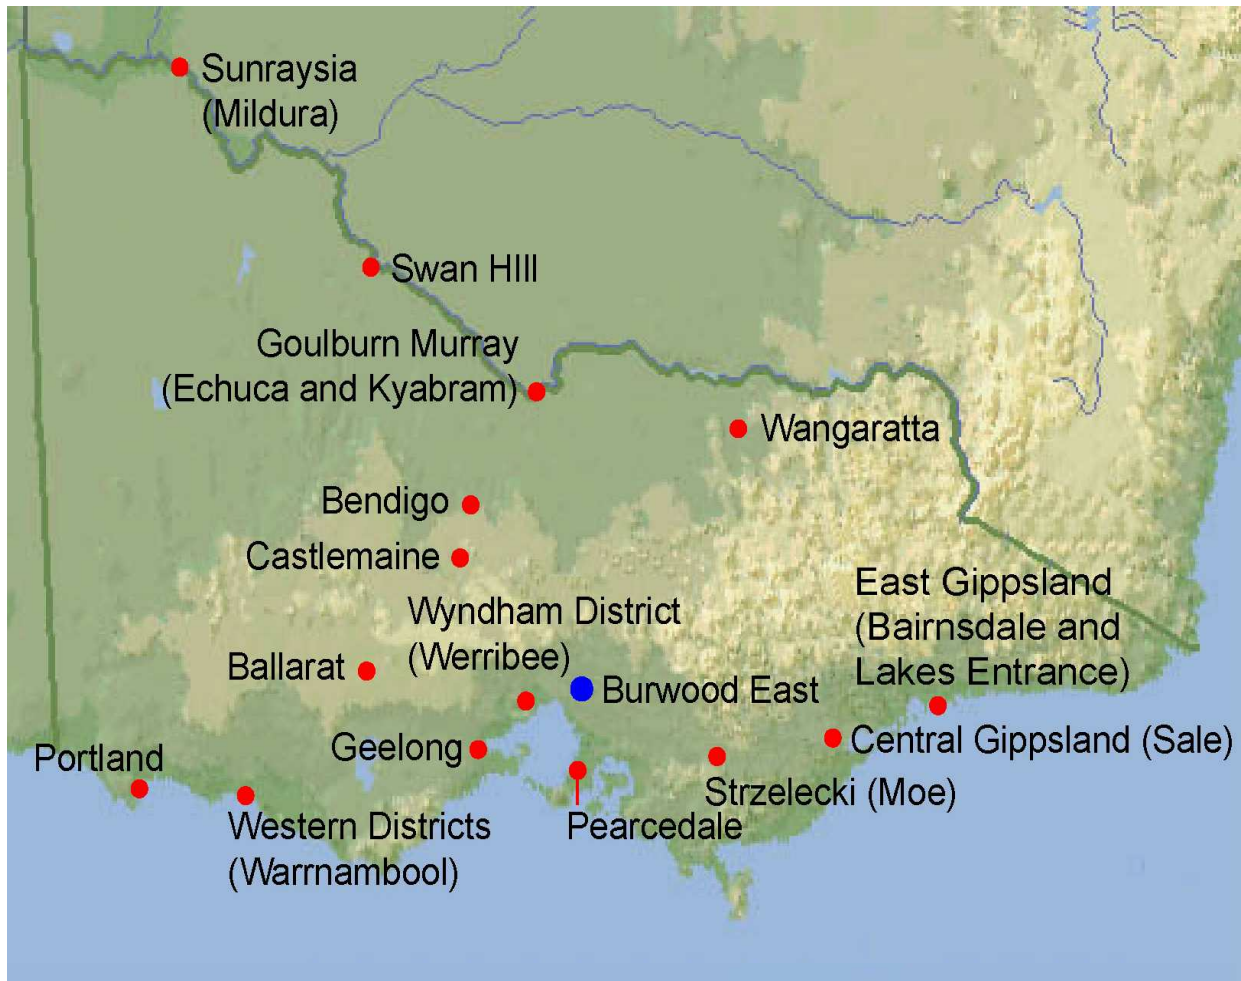 Sunraysia
(Mildura)
Swan HIll
Goulburn Murray
(Echuca and Kyabram)
Wangaratta
Bendigo
Castlemaine
Wyndham District
(Werribee)
East Gippsland
(Bairnsdale and
Lakes Entrance)
Ballarat
Burwood East
Portland
Geelong
Central Gippsland (Sale)
Strzelecki (Moe)
Pearcedale
Western Districts
(Warrnambool)